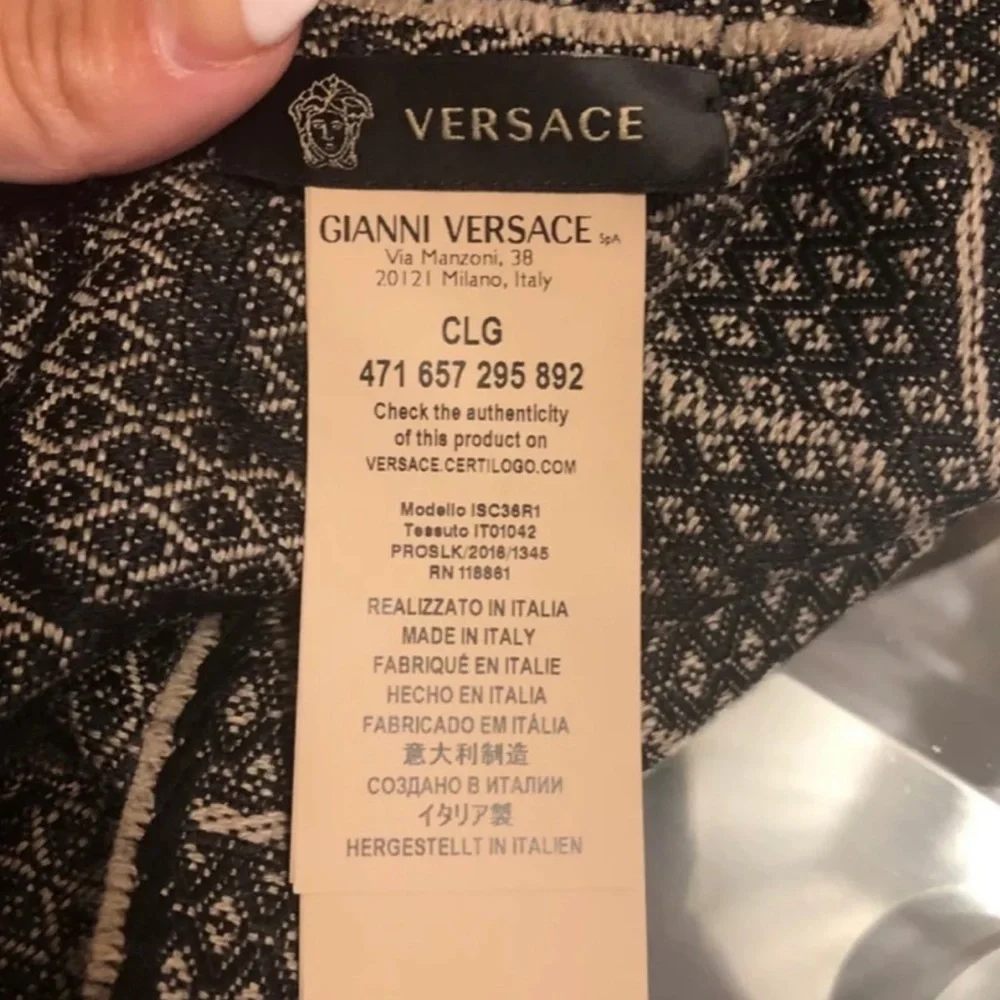 VERSACE
GIANNI VERSACE SpA
Via Manzoni, 38
20121 Milano, Italy
CLG
471 657 295 892
Check the authenticity
of this product on
VERSACE.CERTILOGO.COM
Modello ISC36R1
Tessuto IT01042
PROSLK/2016/1345
RN 118861
REALIZZATO IN ITALIA
MADE IN ITALY
FABRIQUÉ EN ITALIE
HECHO EN ITALIA
FABRICADO EM ITÁLIA
意大利制造
СОЗДАНО В ИТАЛИИ
イタリア製
HERGESTELLT IN ITALIEN